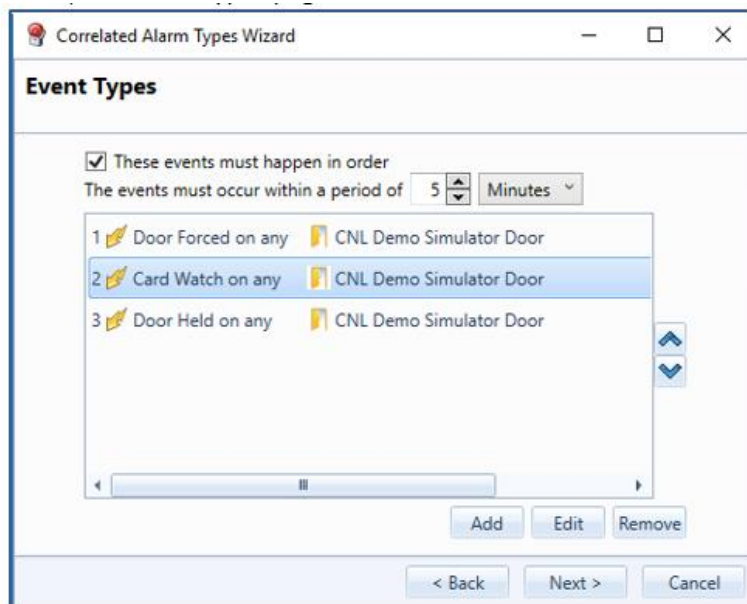 Correlated Alarm Types Wizard
Event Types
These events must happen in order
The events must occur within a period of 5 Minutes
1 Door Forced on any CNL Demo Simulator Door
2 Card Watch on any CNL Demo Simulator Door
3 Door Held on any CNL Demo Simulator Door
Add Edit Remove
< Back Next > Cancel